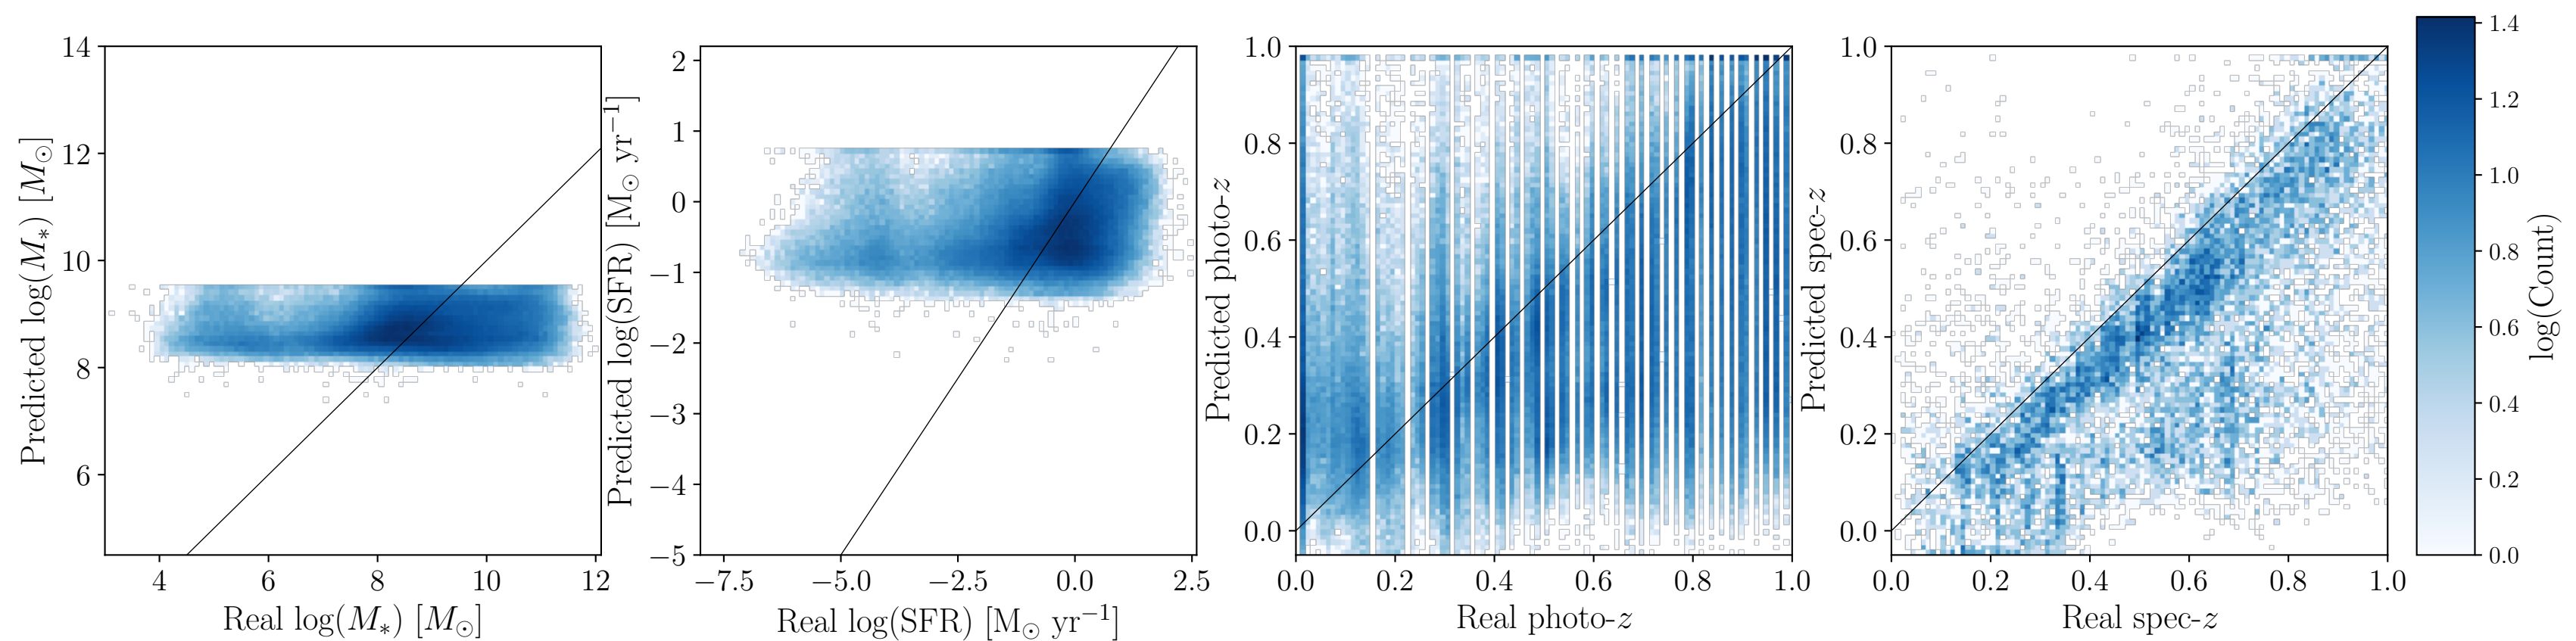 14
12
10
8
6
4 6 8 10 12
Predicted log(M*) [M⊙]
Real log(M*) [M⊙]
2
1
0
−1
−2
−3
−4
−5
−7.5 −5.0 −2.5 0.0 2.5
Predicted log(SFR) [M⊙ yr−1]
Real log(SFR) [M⊙ yr−1]
1.0
0.8
0.6
0.4
0.2
0.0
0.0 0.2 0.4 0.6 0.8 1.0
Predicted photo-z
Real photo-z
1.0
0.8
0.6
0.4
0.2
0.0
0.0 0.2 0.4 0.6 0.8 1.0
Predicted spec-z
Real spec-z
1.4
1.2
1.0
0.8
0.6
0.4
0.2
0.0
log(Count)